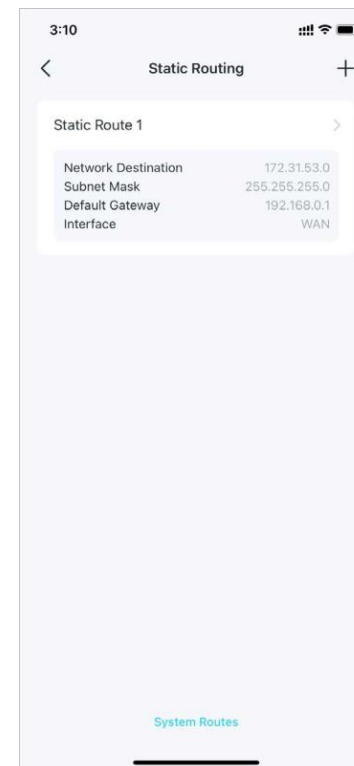 3:10
Static Routing
Static Route 1
Network Destination 172.31.53.0
Subnet Mask 255.255.255.0
Default Gateway 192.168.0.1
Interface WAN
System Routes